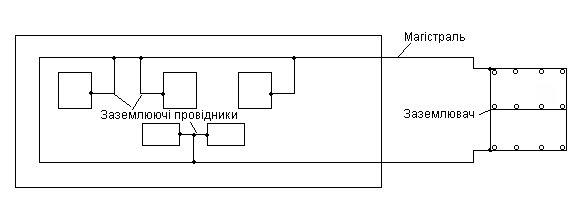 Магістраль
Заземлюючі провідники
Заземлювач